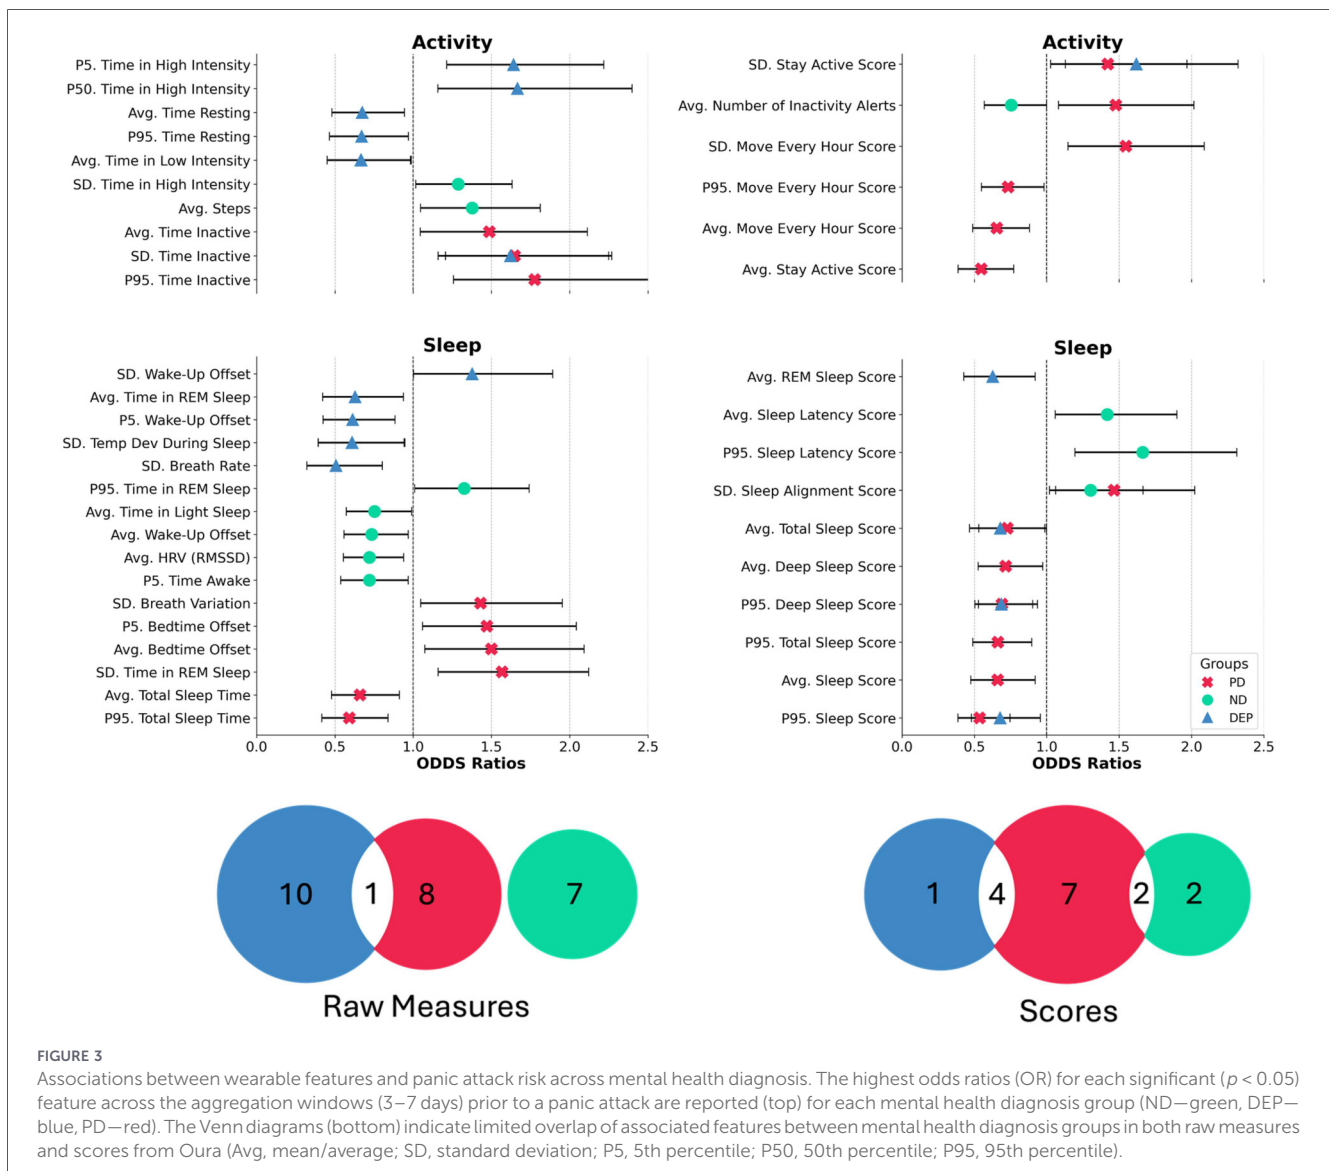 Activity
P5. Time in High Intensity
P50. Time in High Intensity
Avg. Time Resting
P95. Time Resting
Avg. Time in Low Intensity
SD. Time in High Intensity
Avg. Steps
Avg. Time Inactive
SD. Time Inactive
P95. Time Inactive
Activity
SD. Stay Active Score
Avg. Number of Inactivity Alerts
SD. Move Every Hour Score
P95. Move Every Hour Score
Avg. Move Every Hour Score
Avg. Stay Active Score
Sleep
SD. Wake-Up Offset
Avg. Time in REM Sleep
P5. Wake-Up Offset
SD. Temp Dev During Sleep
SD. Breath Rate
P95. Time in REM Sleep
Avg. Time in Light Sleep
Avg. Wake-Up Offset
Avg. HRV (RMSSD)
P5. Time Awake
SD. Breath Variation
P5. Bedtime Offset
Avg. Bedtime Offset
SD. Time in REM Sleep
Avg. Total Sleep Time
P95. Total Sleep Time
0.0 0.5 1.0 1.5 2.0 2.5
ODDS Ratios
Sleep
Avg. REM Sleep Score
Avg. Sleep Latency Score
P95. Sleep Latency Score
SD. Sleep Alignment Score
Avg. Total Sleep Score
Avg. Deep Sleep Score
P95. Deep Sleep Score
P95. Total Sleep Score
Avg. Sleep Score
P95. Sleep Score
Groups
PD
ND
DEP
0.0 0.5 1.0 1.5 2.0 2.5
ODDS Ratios
10 1 8 7
Raw Measures
1 4 7 2 2
Scores
FIGURE 3
Associations between wearable features and panic attack risk across mental health diagnosis. The highest odds ratios (OR) for each significant (p < 0.05)
feature across the aggregation windows (3–7 days) prior to a panic attack are reported (top) for each mental health diagnosis group (ND—green, DEP—
blue, PD—red). The Venn diagrams (bottom) indicate limited overlap of associated features between mental health diagnosis groups in both raw measures
and scores from Oura (Avg, mean/average; SD, standard deviation; P5, 5th percentile; P50, 50th percentile; P95, 95th percentile).